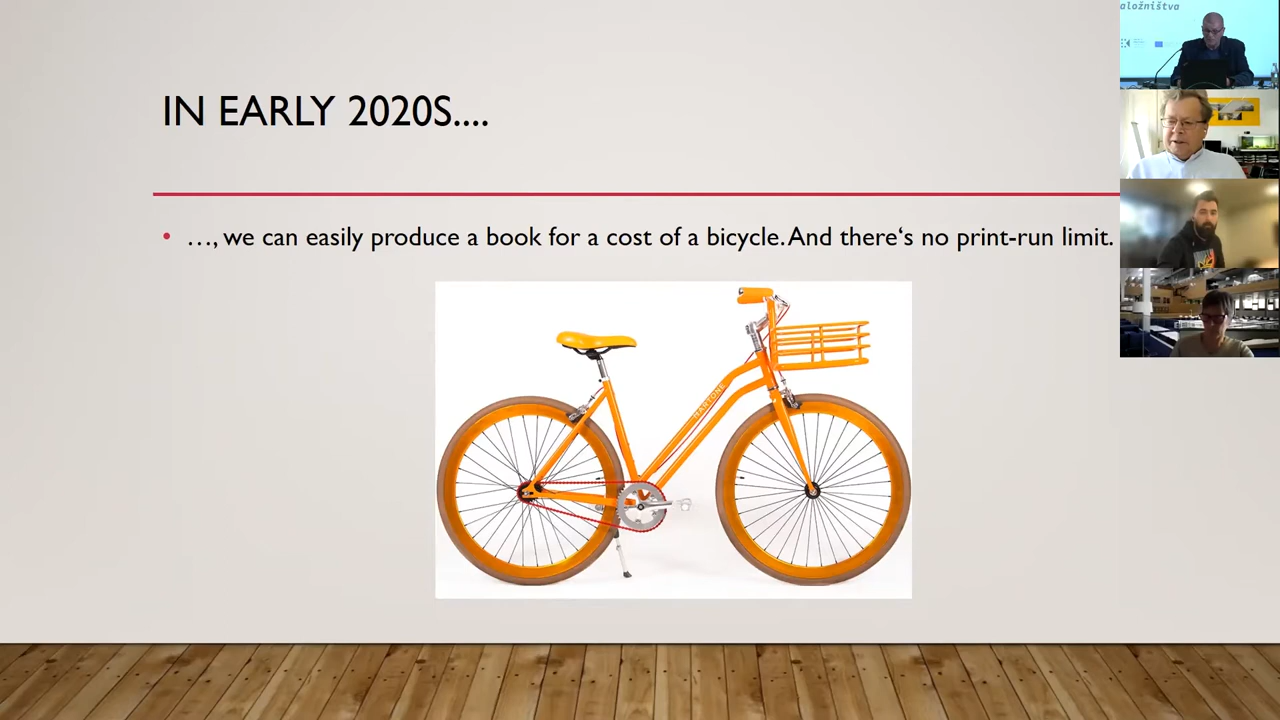 aložništva
IN EARLY 2020S....
• …, we can easily produce a book for a cost of a bicycle. And there‘s no print-run limit.
MARTONE